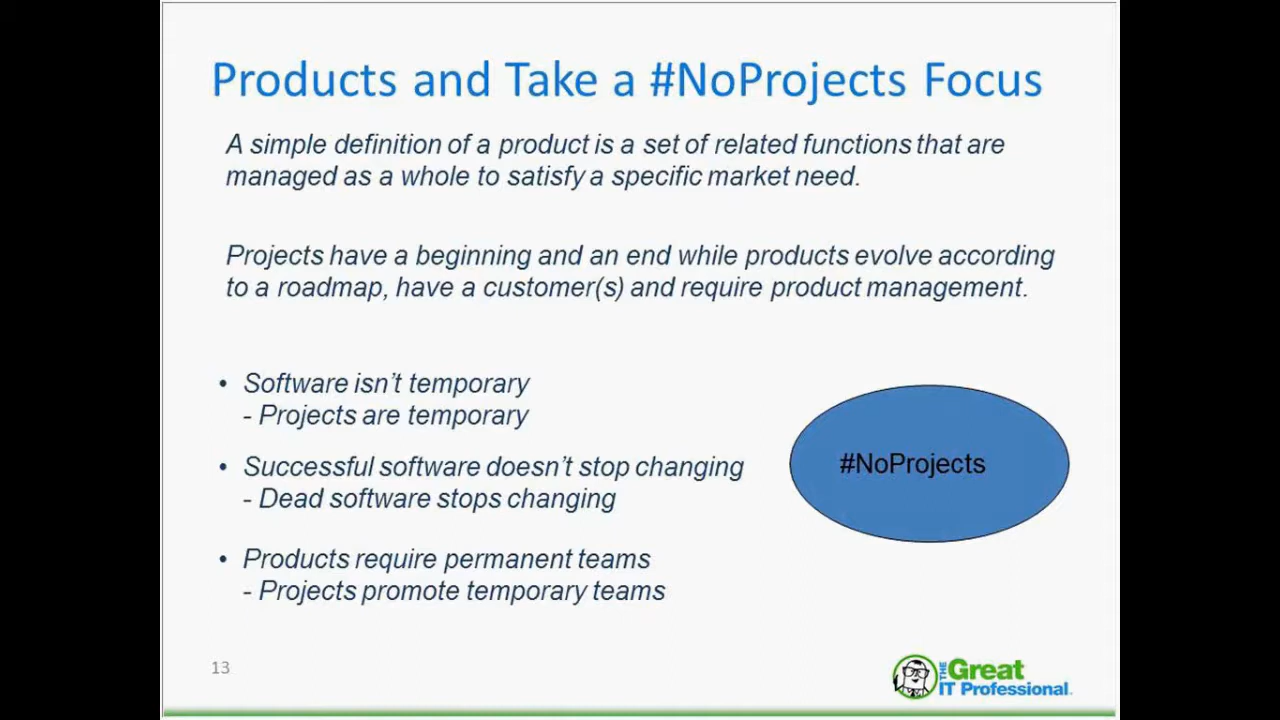 Products and Take a #NoProjects Focus
A simple definition of a product is a set of related functions that are
managed as a whole to satisfy a specific market need.
Projects have a beginning and an end while products evolve according
to a roadmap, have a customer(s) and require product management.
• Software isn't temporary
- Projects are temporary
• Successful software doesn't stop changing
- Dead software stops changing
• Products require permanent teams
- Projects promote temporary teams
#NoProjects
13
THE Great
IT Professional